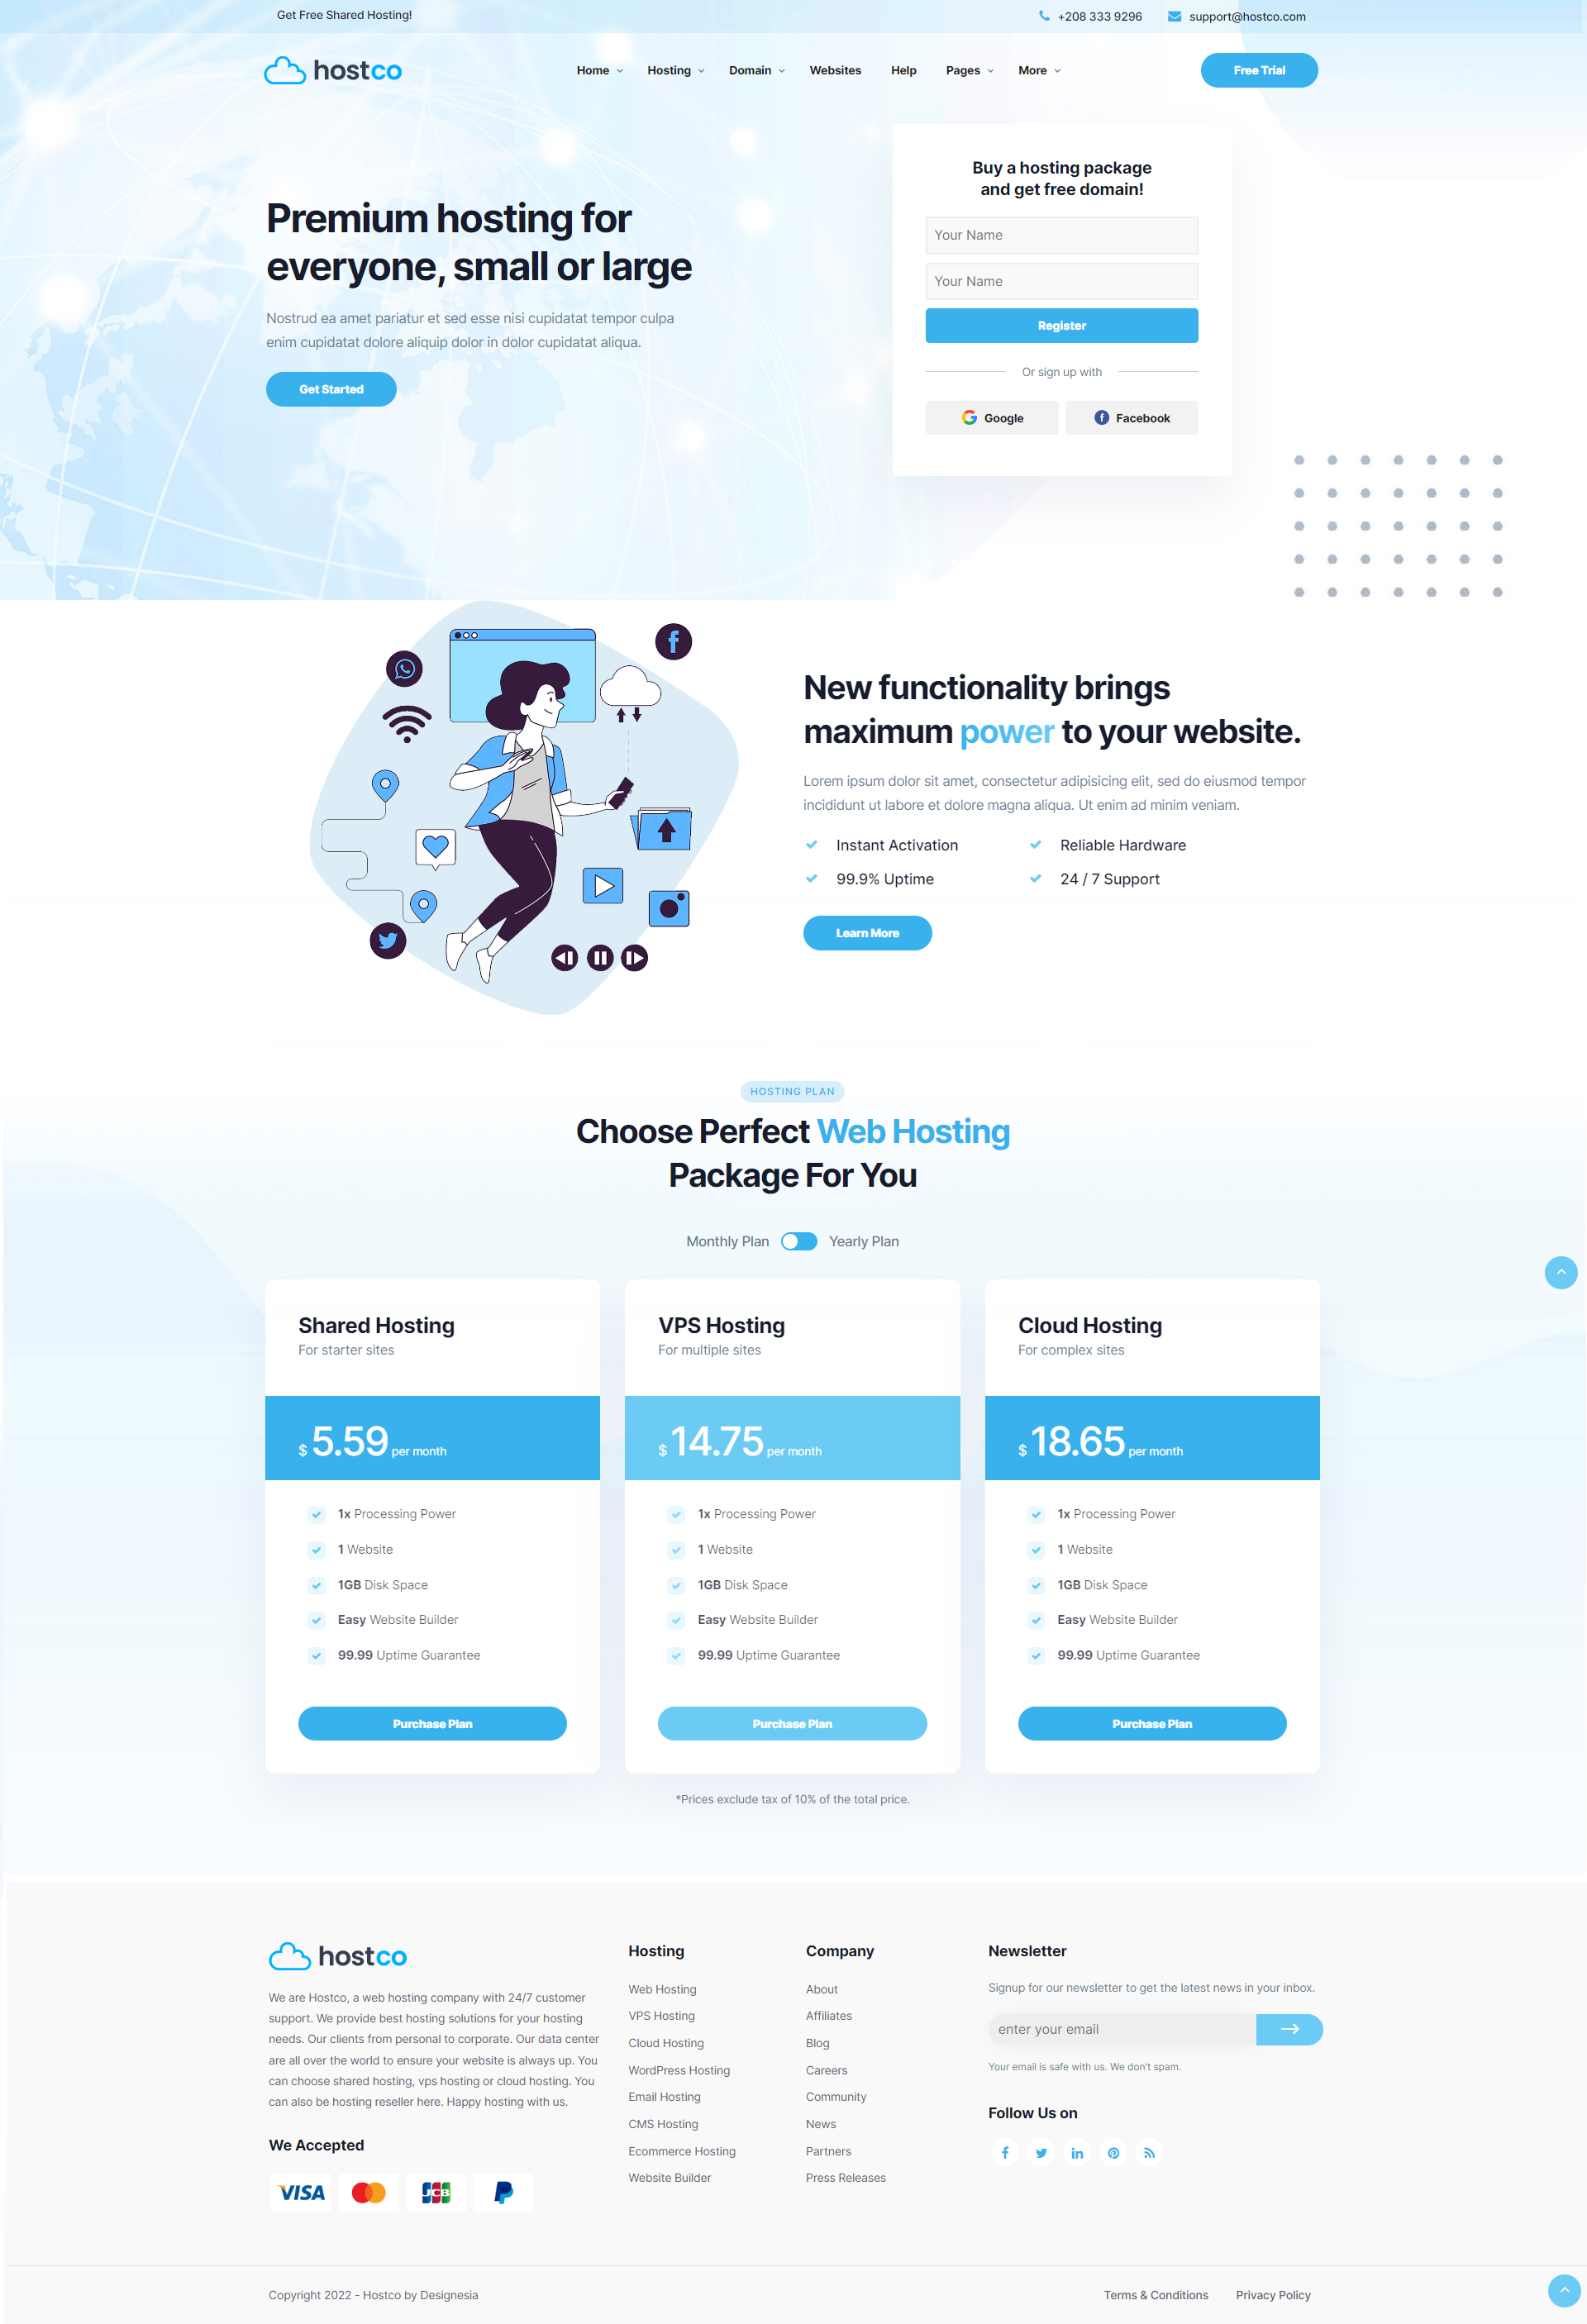 Get Free Shared Hosting!
+208 333 9296
support@hostco.com
hostco
Home
Hosting
Domain
Websites
Help
Pages
More
Free Trial
Premium hosting for
everyone, small or large
Nostrud ea amet pariatur et sed esse nisi cupidatat tempor culpa
enim cupidatat dolore aliquip dolor in dolor cupidatat aliqua.
Get Started
Buy a hosting package
and get free domain!
Your Name
Your Name
Register
Or sign up with
Google
Facebook
New functionality brings
maximum power to your website.
Lorem ipsum dolor sit amet, consectetur adipisicing elit, sed do eiusmod tempor
incididunt ut labore et dolore magna aliqua. Ut enim ad minim veniam.
Instant Activation
Reliable Hardware
99.9% Uptime
24 / 7 Support
Learn More
HOSTING PLAN
Choose Perfect Web Hosting
Package For You
Monthly Plan
Yearly Plan
Shared Hosting
For starter sites
$ 5.59 per month
1x Processing Power
1 Website
1GB Disk Space
Easy Website Builder
99.99 Uptime Guarantee
Purchase Plan
VPS Hosting
For multiple sites
$ 14.75 per month
1x Processing Power
1 Website
1GB Disk Space
Easy Website Builder
99.99 Uptime Guarantee
Purchase Plan
Cloud Hosting
For complex sites
$ 18.65 per month
1x Processing Power
1 Website
1GB Disk Space
Easy Website Builder
99.99 Uptime Guarantee
Purchase Plan
*Prices exclude tax of 10% of the total price.
hostco
We are Hostco, a web hosting company with 24/7 customer
support. We provide best hosting solutions for your hosting
needs. Our clients from personal to corporate. Our data center
are all over the world to ensure your website is always up. You
can choose shared hosting, vps hosting or cloud hosting. You
can also be hosting reseller here. Happy hosting with us.
We Accepted
VISA
JCB
Hosting
Web Hosting
VPS Hosting
Cloud Hosting
WordPress Hosting
Email Hosting
CMS Hosting
Ecommerce Hosting
Website Builder
Company
About
Affiliates
Blog
Careers
Community
News
Partners
Press Releases
Newsletter
Signup for our newsletter to get the latest news in your inbox.
enter your email
Your email is safe with us. We don't spam.
Follow Us on
Copyright 2022 - Hostco by Designesia
Terms & Conditions
Privacy Policy